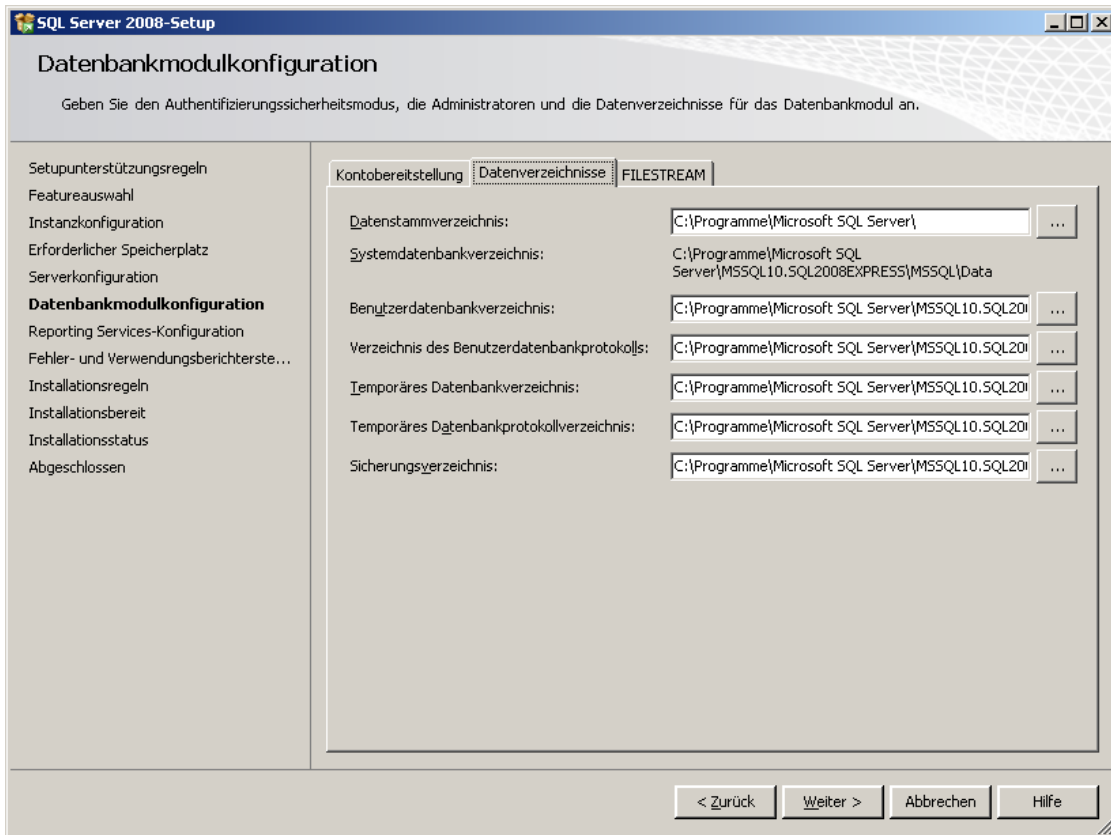 SQL Server 2008-Setup
Datenbankmodulkonfiguration
Geben Sie den Authentifizierungssicherheitsmodus, die Administratoren und die Datenverzeichnisse für das Datenbankmodul an.
Setupunterstützungsregeln
Featureauswahl
Instanzkonfiguration
Erforderlicher Speicherplatz
Serverkonfiguration
Datenbankmodulkonfiguration
Reporting Services-Konfiguration
Fehler- und Verwendungsberichterste...
Installationsregeln
Installationsbereit
Installationsstatus
Abgeschlossen
Kontobereitstellung Datenverzeichnisse FILESTREAM
Datenstammverzeichnis: C:\Programme\Microsoft SQL Server\ ...
Systemdatenbankverzeichnis: C:\Programme\Microsoft SQL
Server\MSSQL10.SQL2008EXPRESS\MSSQL\Data
Benutzerdatenbankverzeichnis: C:\Programme\Microsoft SQL Server\MSSQL10.SQL20 ...
Verzeichnis des Benutzerdatenbankprotokolls: C:\Programme\Microsoft SQL Server\MSSQL10.SQL20 ...
Temporäres Datenbankverzeichnis: C:\Programme\Microsoft SQL Server\MSSQL10.SQL20 ...
Temporäres Datenbankprotokollverzeichnis: C:\Programme\Microsoft SQL Server\MSSQL10.SQL20 ...
Sicherungsverzeichnis: C:\Programme\Microsoft SQL Server\MSSQL10.SQL20 ...
< Zurück Weiter > Abbrechen Hilfe